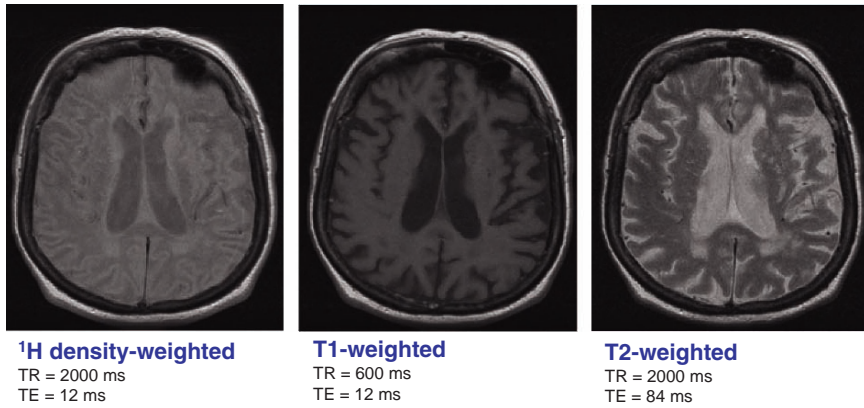 ¹H density-weighted
TR = 2000 ms
TE = 12 ms
T1-weighted
TR = 600 ms
TE = 12 ms
T2-weighted
TR = 2000 ms
TE = 84 ms